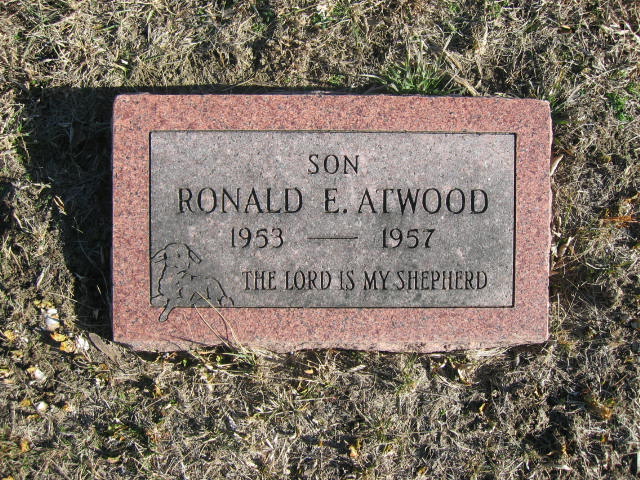 SON
RONALD E. ATWOOD
1953 — 1957
THE LORD IS MY SHEPHERD